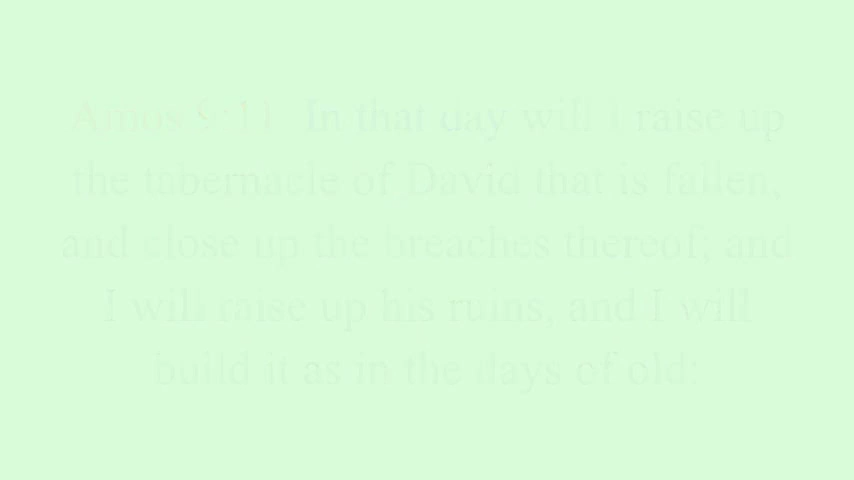 Amos 9:11 In that day will I raise up
the tabernacle of David that is fallen,
and close up the breaches thereof; and
I will raise up his ruins, and I will
build it as in the days of old: